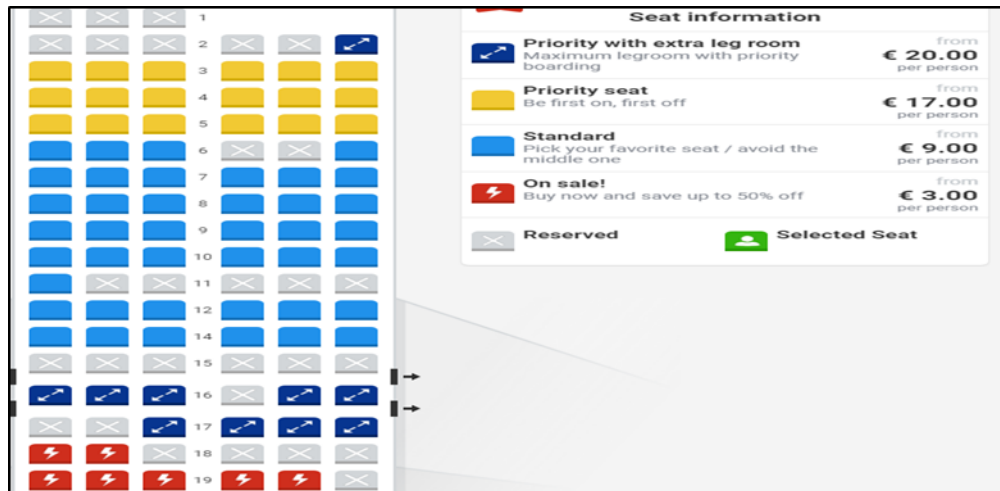 1
2
3
4
5
6
7
8
9
10
11
12
14
15
16
17
18
19
Seat information
Priority with extra leg room
Maximum legroom with priority
boarding
from
€ 20.00
per person
Priority seat
Be first on, first off
from
€ 17.00
per person
Standard
Pick your favorite seat / avoid the
middle one
from
€ 9.00
per person
On sale!
Buy now and save up to 50% off
from
€ 3.00
per person
Reserved
Selected Seat